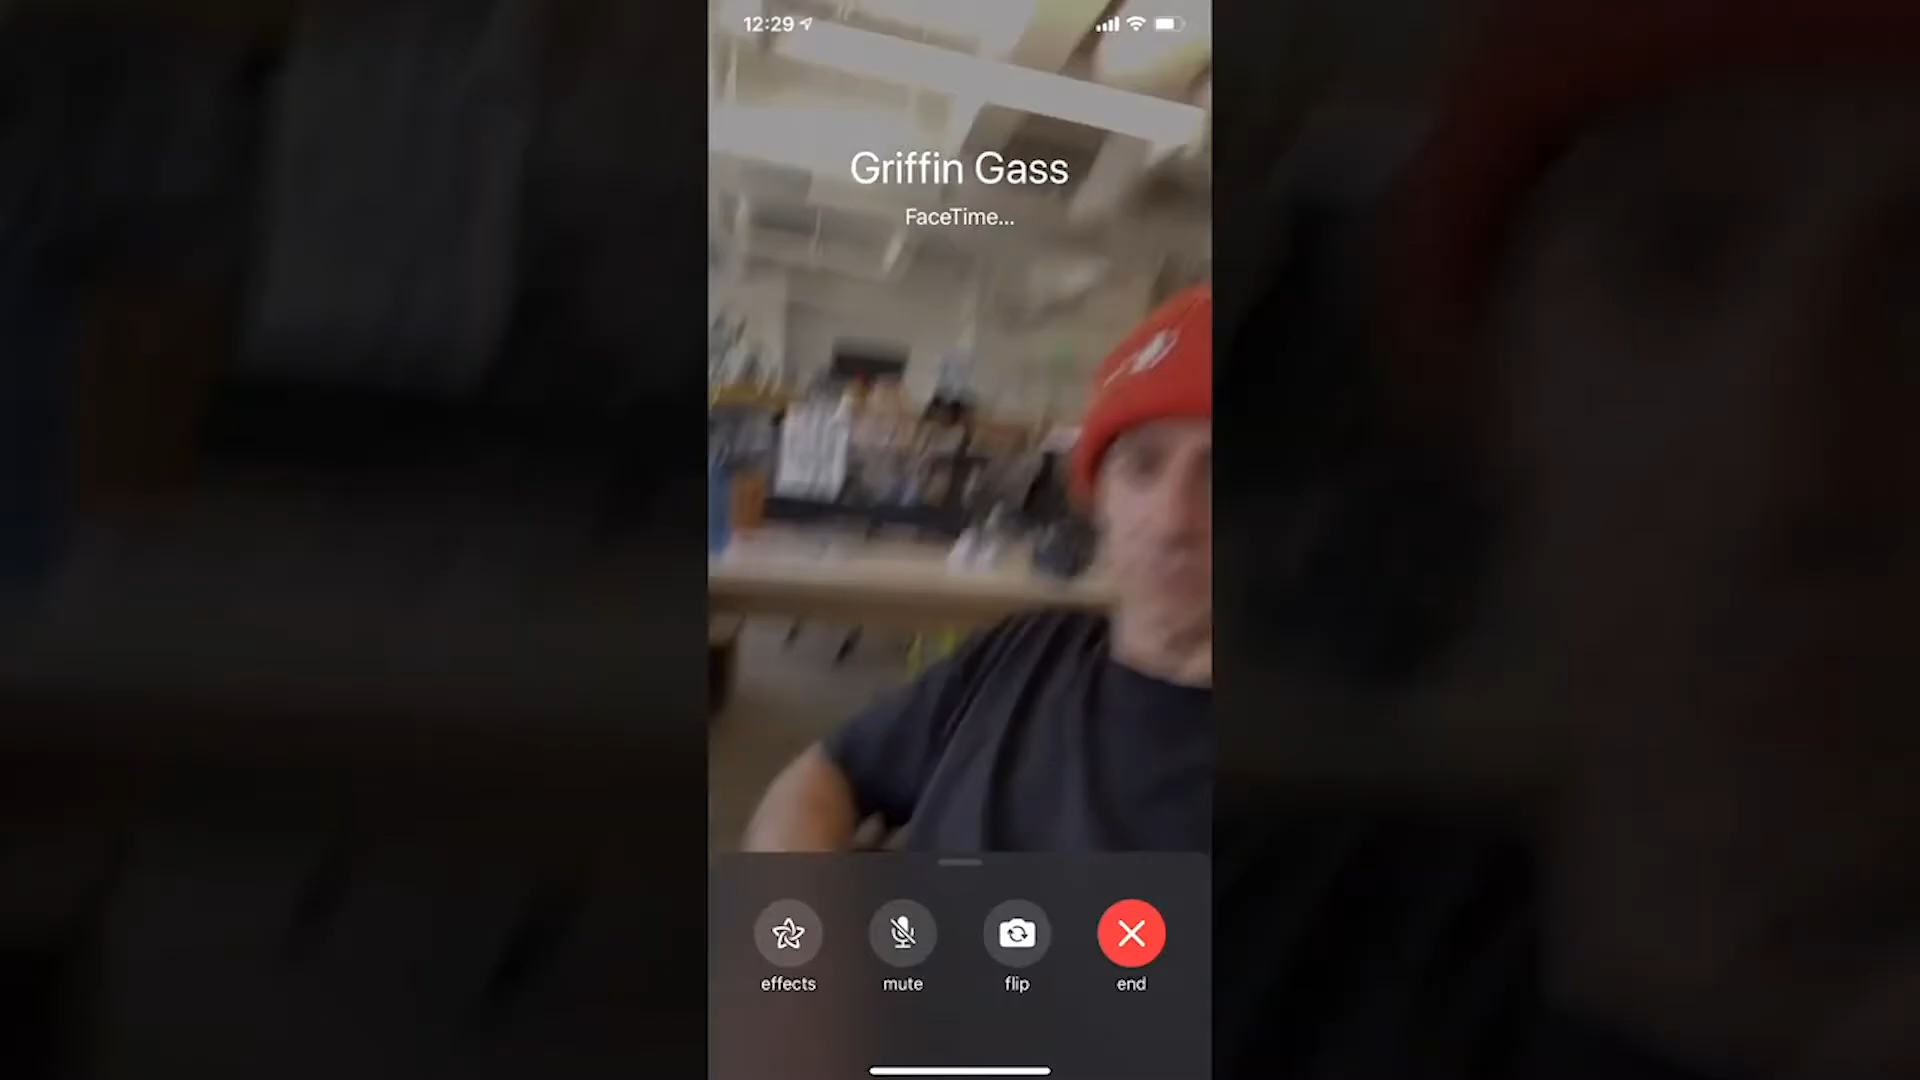 12:29
Griffin Gass
FaceTime...
effects
mute
flip
end